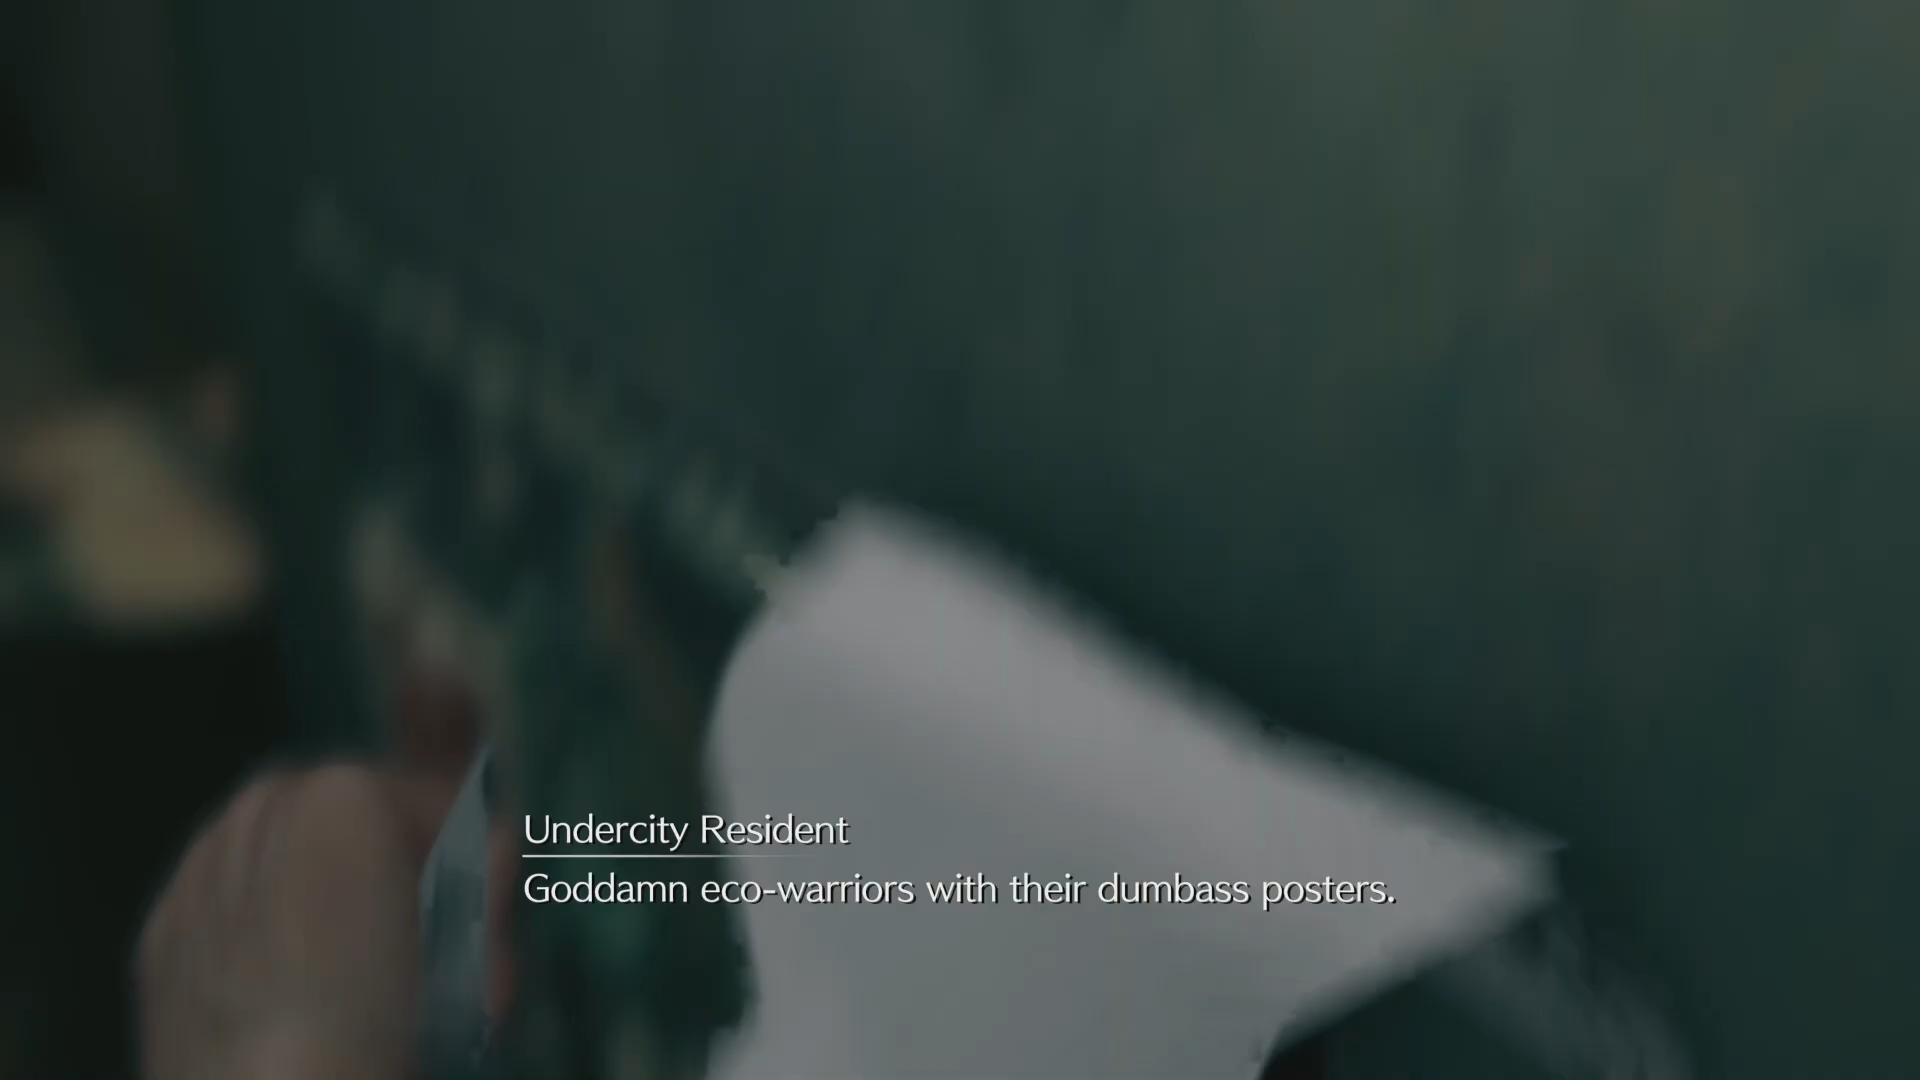 Undercity Resident
Goddamn eco-warriors with their dumbass posters.